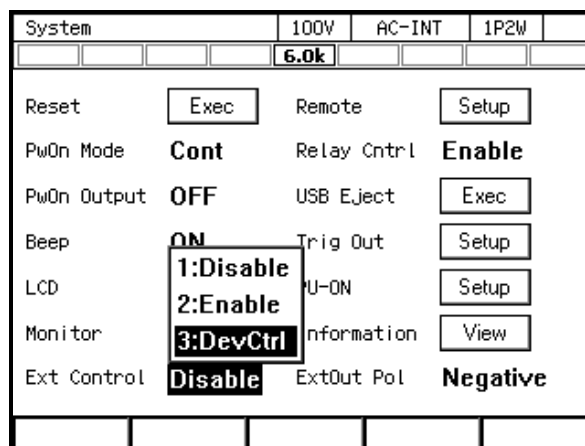 System 100V AC-INT 1P2W
6.0k
Reset Exec Remote Setup
PwOn Mode Cont Relay Cntrl Enable
PwOn Output OFF USB Eject Exec
Beep ON Trig Out Setup
1:Disable
LCD PU-ON Setup
2:Enable
Monitor 3:DevCtrl Information View
Ext Control Disable ExtOut Pol Negative